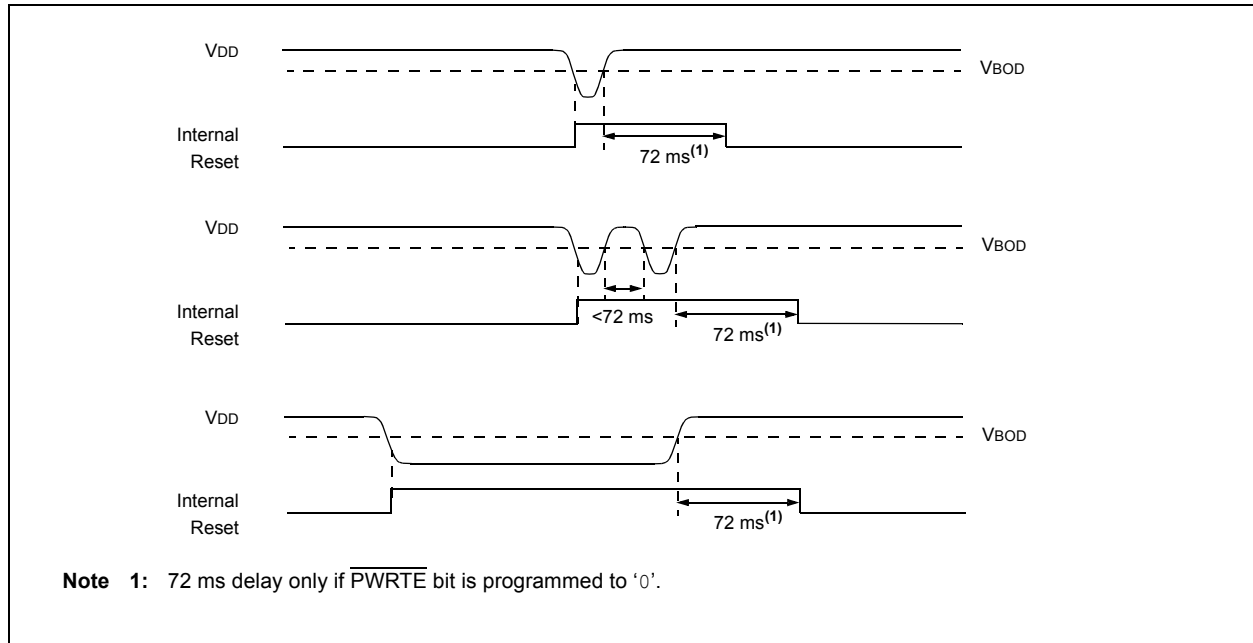 VDD
VBOD
Internal
Reset
72 ms(1)
VDD
VBOD
Internal
Reset
<72 ms
72 ms(1)
VDD
VBOD
Internal
Reset
72 ms(1)
Note 1: 72 ms delay only if PWRTE bit is programmed to ‘0’.